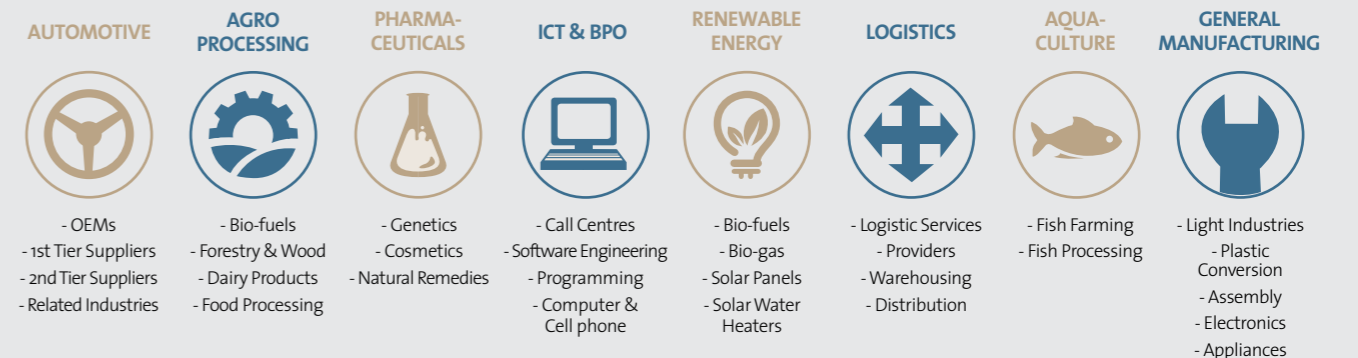 AUTOMOTIVE
- OEMs
- 1st Tier Suppliers
- 2nd Tier Suppliers
- Related Industries
AGRO
PROCESSING
- Bio-fuels
- Forestry & Wood
- Dairy Products
- Food Processing
PHARMA-
CEUTICALS
- Genetics
- Cosmetics
- Natural Remedies
ICT & BPO
- Call Centres
- Software Engineering
- Programming
- Computer &
Cell phone
RENEWABLE
ENERGY
- Bio-fuels
- Bio-gas
- Solar Panels
- Solar Water
Heaters
LOGISTICS
- Logistic Services
- Providers
- Warehousing
- Distribution
AQUA-
CULTURE
- Fish Farming
- Fish Processing
GENERAL
MANUFACTURING
- Light Industries
- Plastic
Conversion
- Assembly
- Electronics
- Appliances